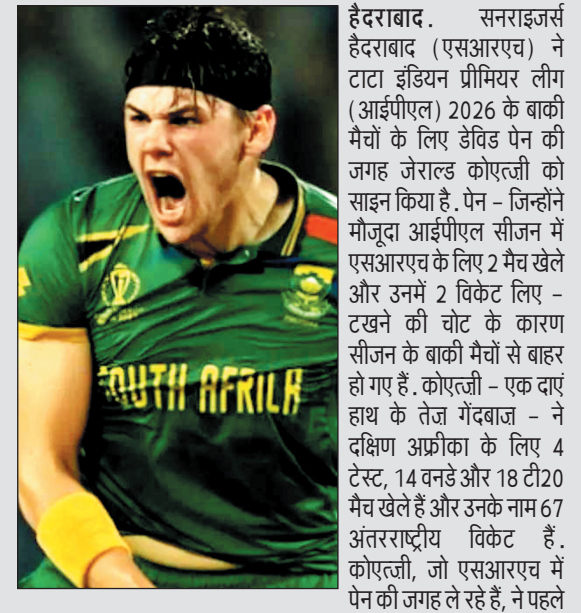 हैदराबाद. सनराइजर्स
हैदराबाद (एसआरएच) ने
टाटा इंडियन प्रीमियर लीग
(आईपीएल) 2026 के बाकी
मैचों के लिए डेविड पेन की
जगह जेराल्ड कोएत्जी को
साइन किया है. पेन – जिन्होंने
मौजूदा आईपीएल सीजन में
एसआरएच के लिए 2 मैच खेले
और उनमें 2 विकेट लिए –
टखने की चोट के कारण
सीजन के बाकी मैचों से बाहर
हो गए हैं. कोएत्जी – एक दाएं
हाथ के तेज गेंदबाज – ने
दक्षिण अफ्रीका के लिए 4
टेस्ट, 14 वनडे और 18 टी20
मैच खेले हैं और उनके नाम 67
अंतरराष्ट्रीय विकेट हैं.
कोएत्जी, जो एसआरएच में
पेन की जगह ले रहे हैं, ने पहले
SOUTH AFRICA